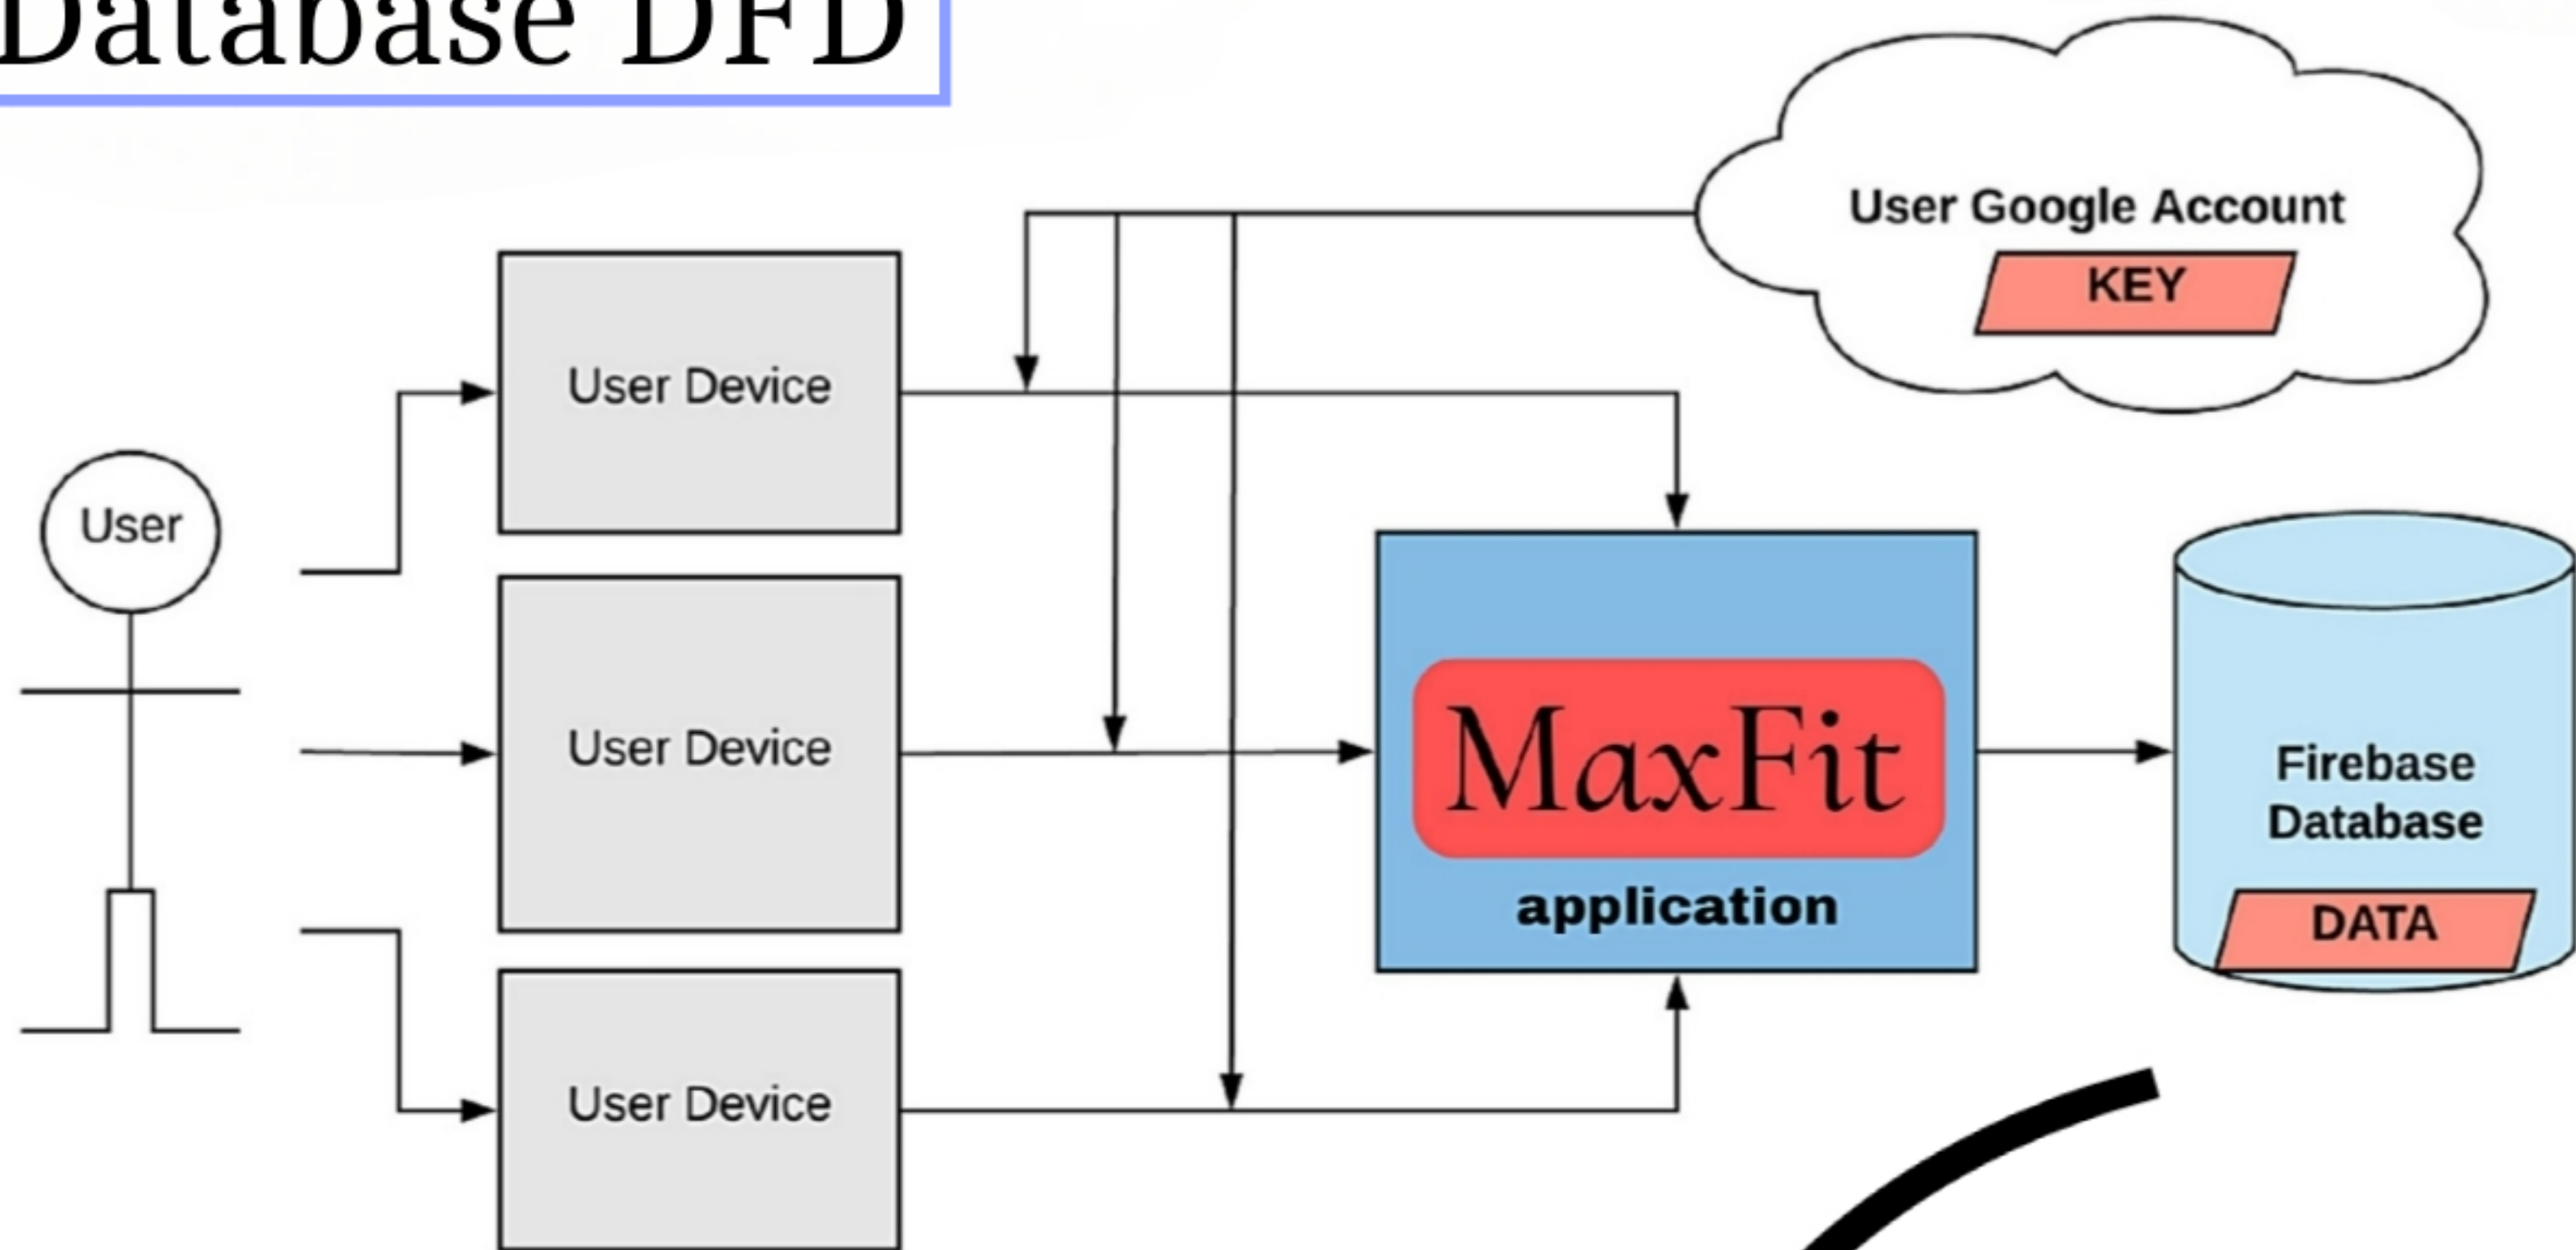 Database DFD
User Google Account
KEY
User Device
User
User Device
MaxFit
application
Firebase
Database
DATA
User Device